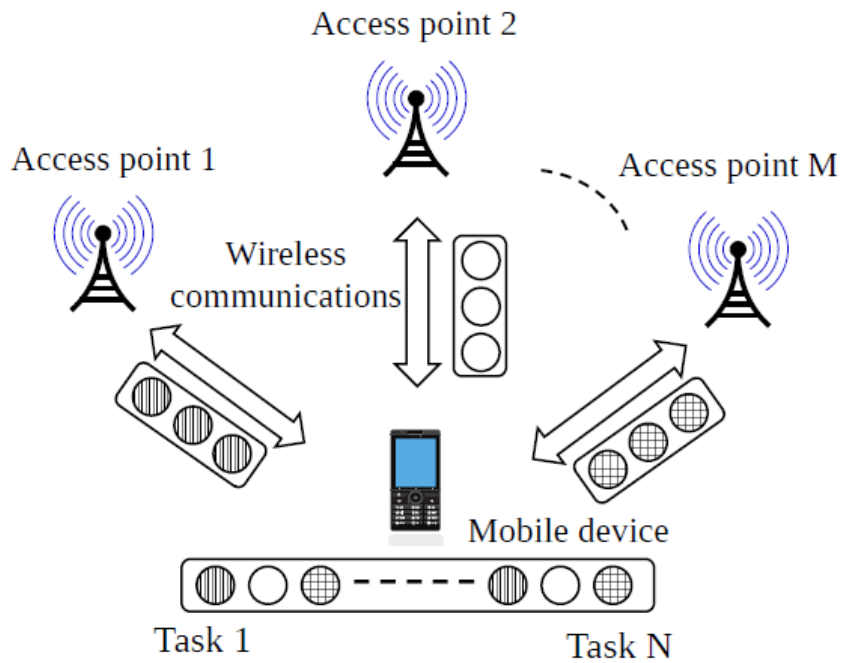 Access point 2
Access point 1
Access point M
Wireless
communications
Mobile device
Task 1
Task N